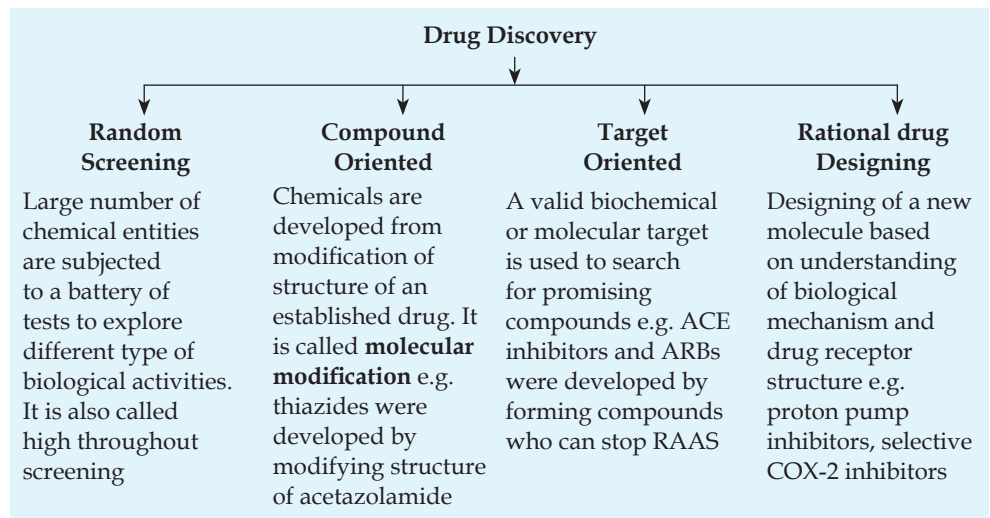 Drug Discovery
Random
Screening
Large number of
chemical entities
are subjected
to a battery of
tests to explore
different type of
biological activities.
It is also called
high throughout
screening
Compound
Oriented
Chemicals are
developed from
modification of
structure of an
established drug. It
is called molecular
modification e.g.
thiazides were
developed by
modifying structure
of acetazolamide
Target
Oriented
A valid biochemical
or molecular target
is used to search
for promising
compounds e.g. ACE
inhibitors and ARBs
were developed by
forming compounds
who can stop RAAS
Rational drug
Designing
Designing of a new
molecule based
on understanding
of biological
mechanism and
drug receptor
structure e.g.
proton pump
inhibitors, selective
COX-2 inhibitors